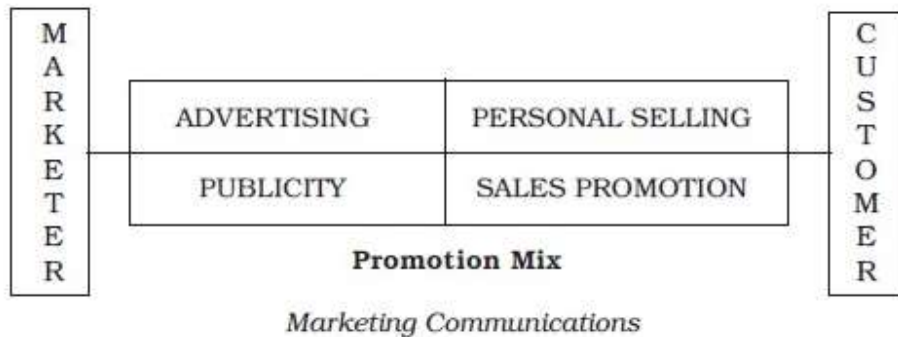 MARKETER
ADVERTISING PERSONAL SELLING
PUBLICITY SALES PROMOTION
CUSTOMER
Promotion Mix
Marketing Communications